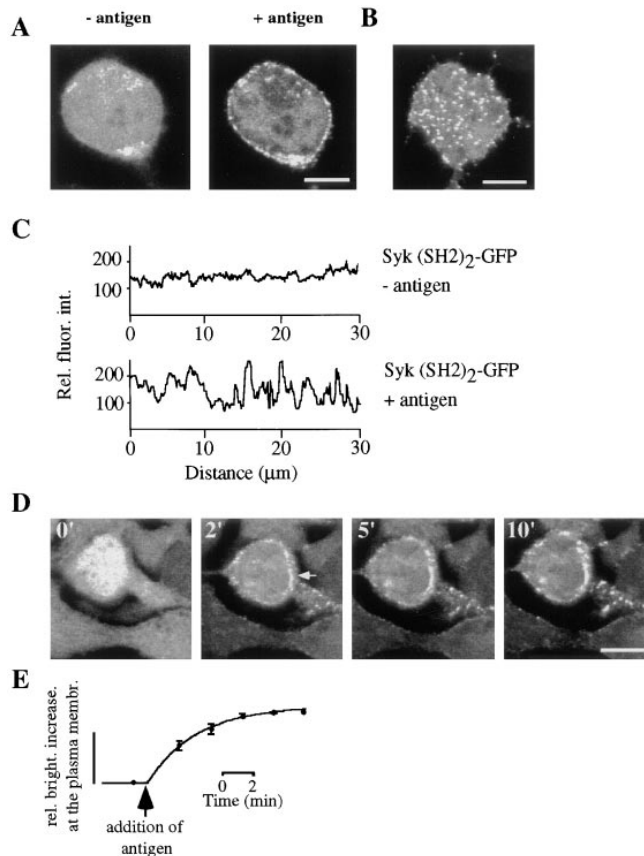 A
- antigen
+ antigen
B
C
Rel. fluor. int.
200
100
0
10
20
30
Syk (SH2)2-GFP
- antigen
200
100
0
10
20
30
Distance (µm)
Syk (SH2)2-GFP
+ antigen
D
0'
2'
5'
10'
E
rel. bright. increase.
at the plasma membr.
0
2
Time (min)
addition of
antigen